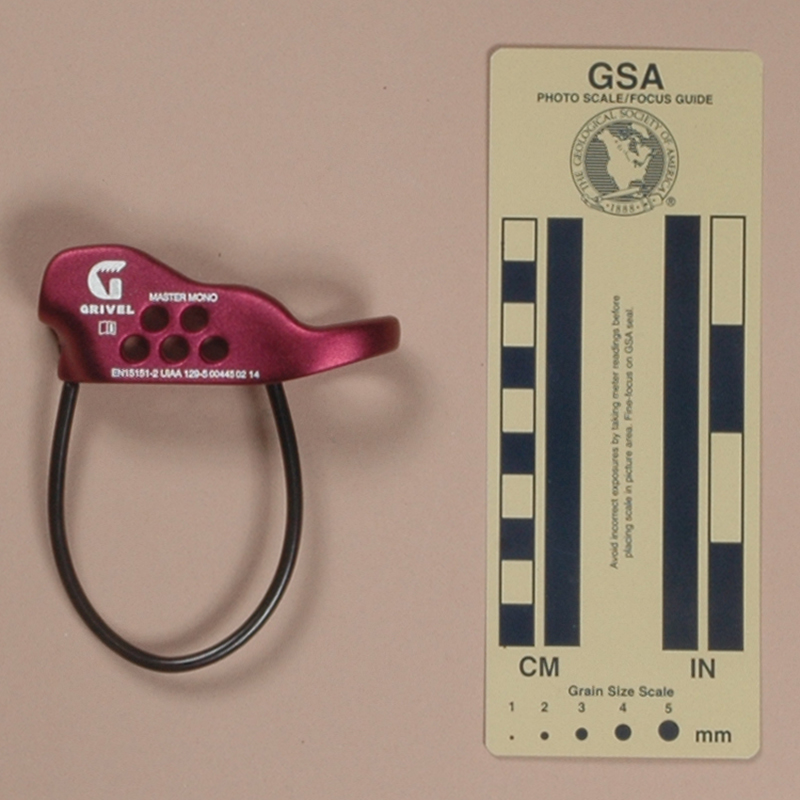 G
GRIVEL
MASTER MONO
EN15151-2 UIAA 129-5 00445 02 14
GSA
PHOTO SCALE/FOCUS GUIDE
THE GEOLOGICAL SOCIETY OF AMERICA
·1888·
®
Avoid incorrect exposures by taking meter readings before
placing scale in picture area. Fine-focus on GSA seal.
CM IN
Grain Size Scale
1 2 3 4 5
mm